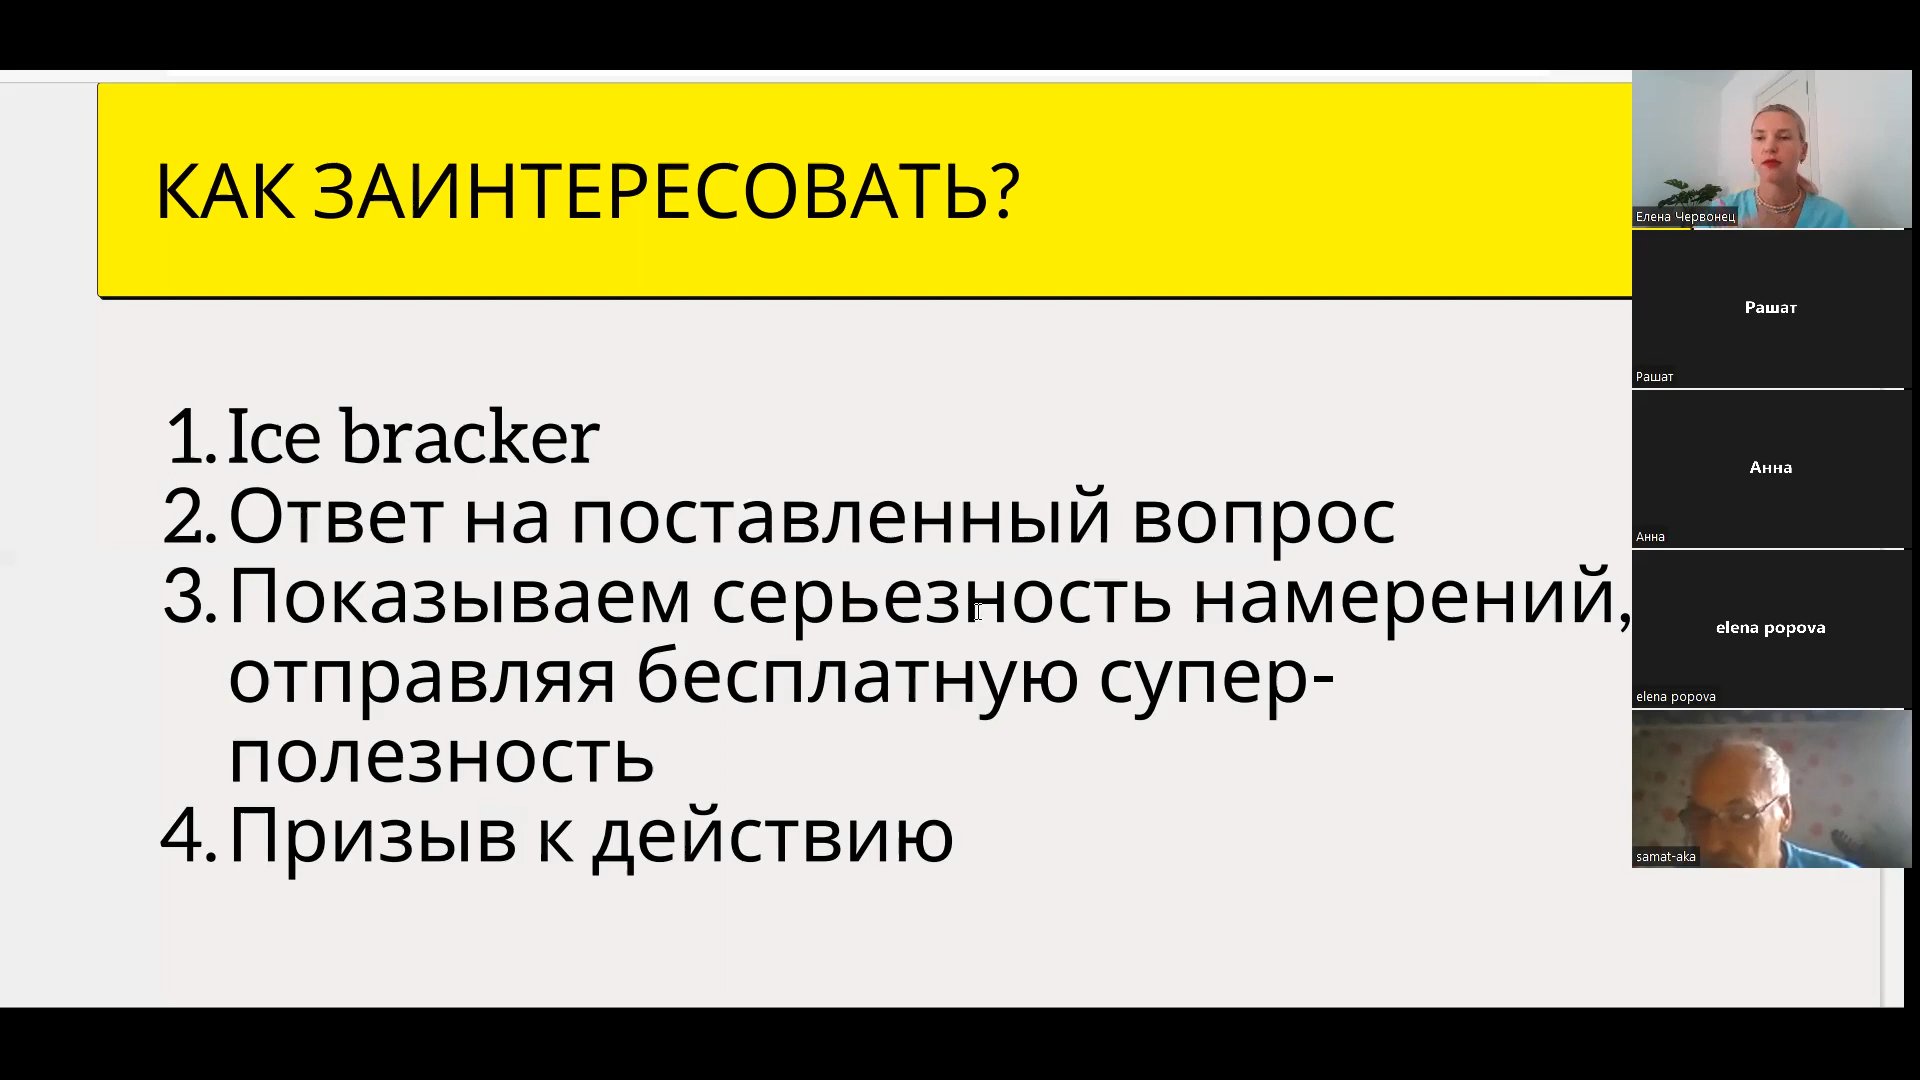 КАК ЗАИНТЕРЕСОВАТЬ?
1. Ice bracker
2. Ответ на поставленный вопрос
3. Показываем серьезность намерений,
отправляя бесплатную супер-
полезность
4. Призыв к действию
Елена Червонец
Рашат
Рашат
Анна
Анна
elena popova
elena popova
samat-aka